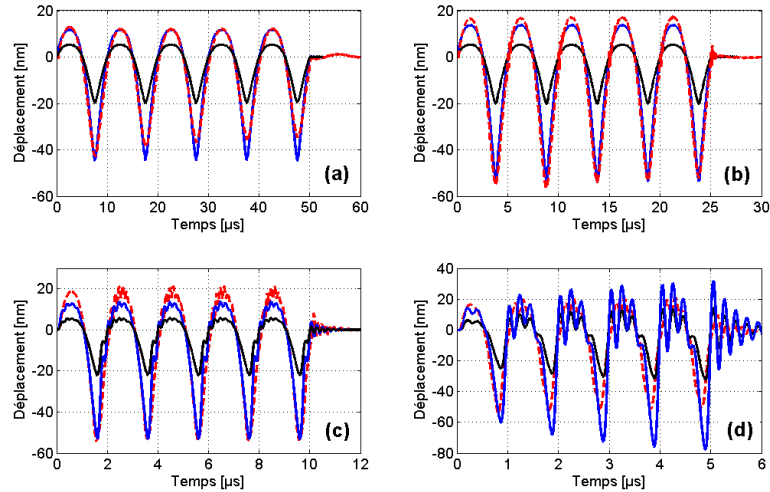 20
0
-20
-40
-60
Déplacement [nm]
0 10 20 30 40 50 60
Temps [µs]
(a)
20
0
-20
-40
-60
Déplacement [nm]
0 5 10 15 20 25 30
Temps [µs]
(b)
20
0
-20
-40
-60
Déplacement [nm]
0 2 4 6 8 10 12
Temps [µs]
(c)
40
20
0
-20
-40
-60
-80
Déplacement [nm]
0 1 2 3 4 5 6
Temps [µs]
(d)